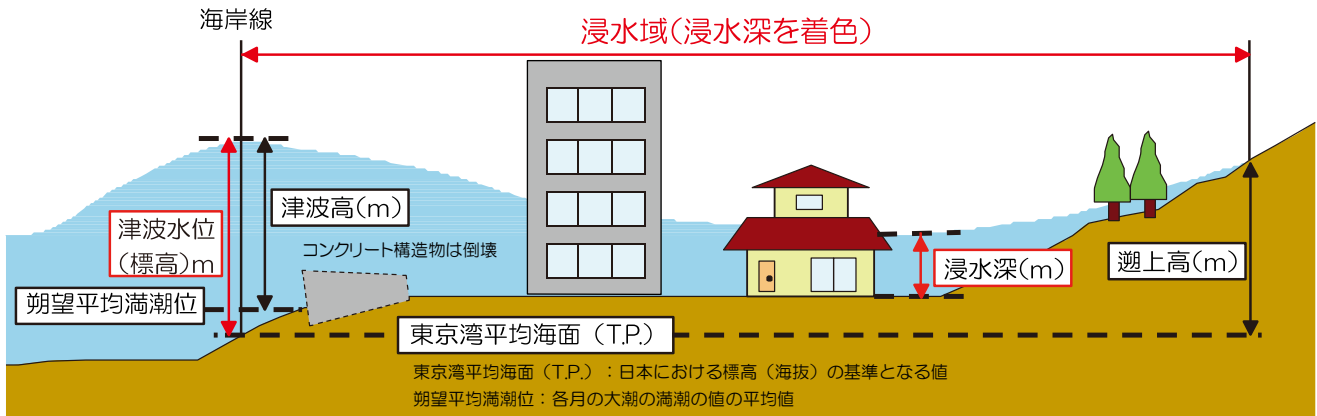 海岸線
浸水域(浸水深を着色)
津波高(m)
津波水位
(標高)m
コンクリート構造物は倒壊
朔望平均満潮位
浸水深(m)
遡上高(m)
東京湾平均海面(T.P.)
東京湾平均海面(T.P.):日本における標高(海抜)の基準となる値
朔望平均満潮位:各月の大潮の満潮の値の平均値